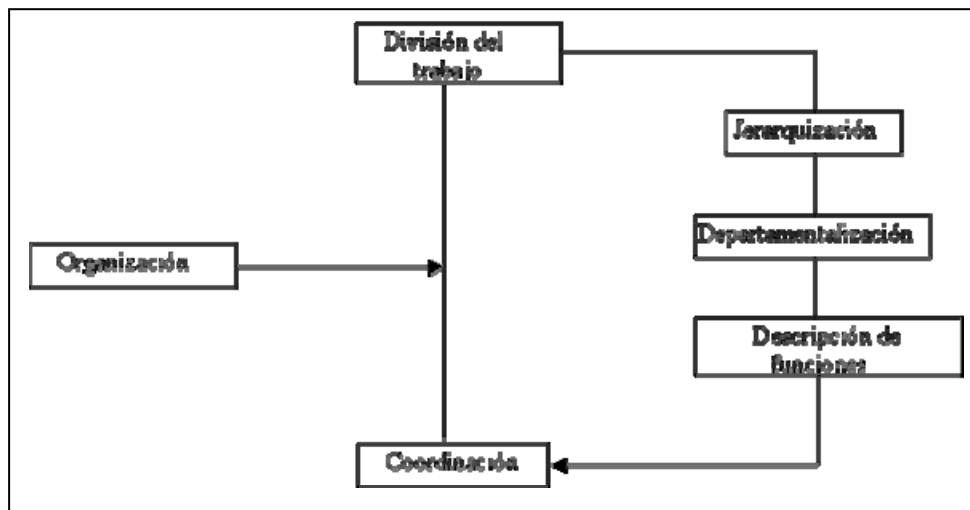 División del
trabajo
Jerarquización
Departamentalización
Organización
Descripción de
funciones
Coordinación